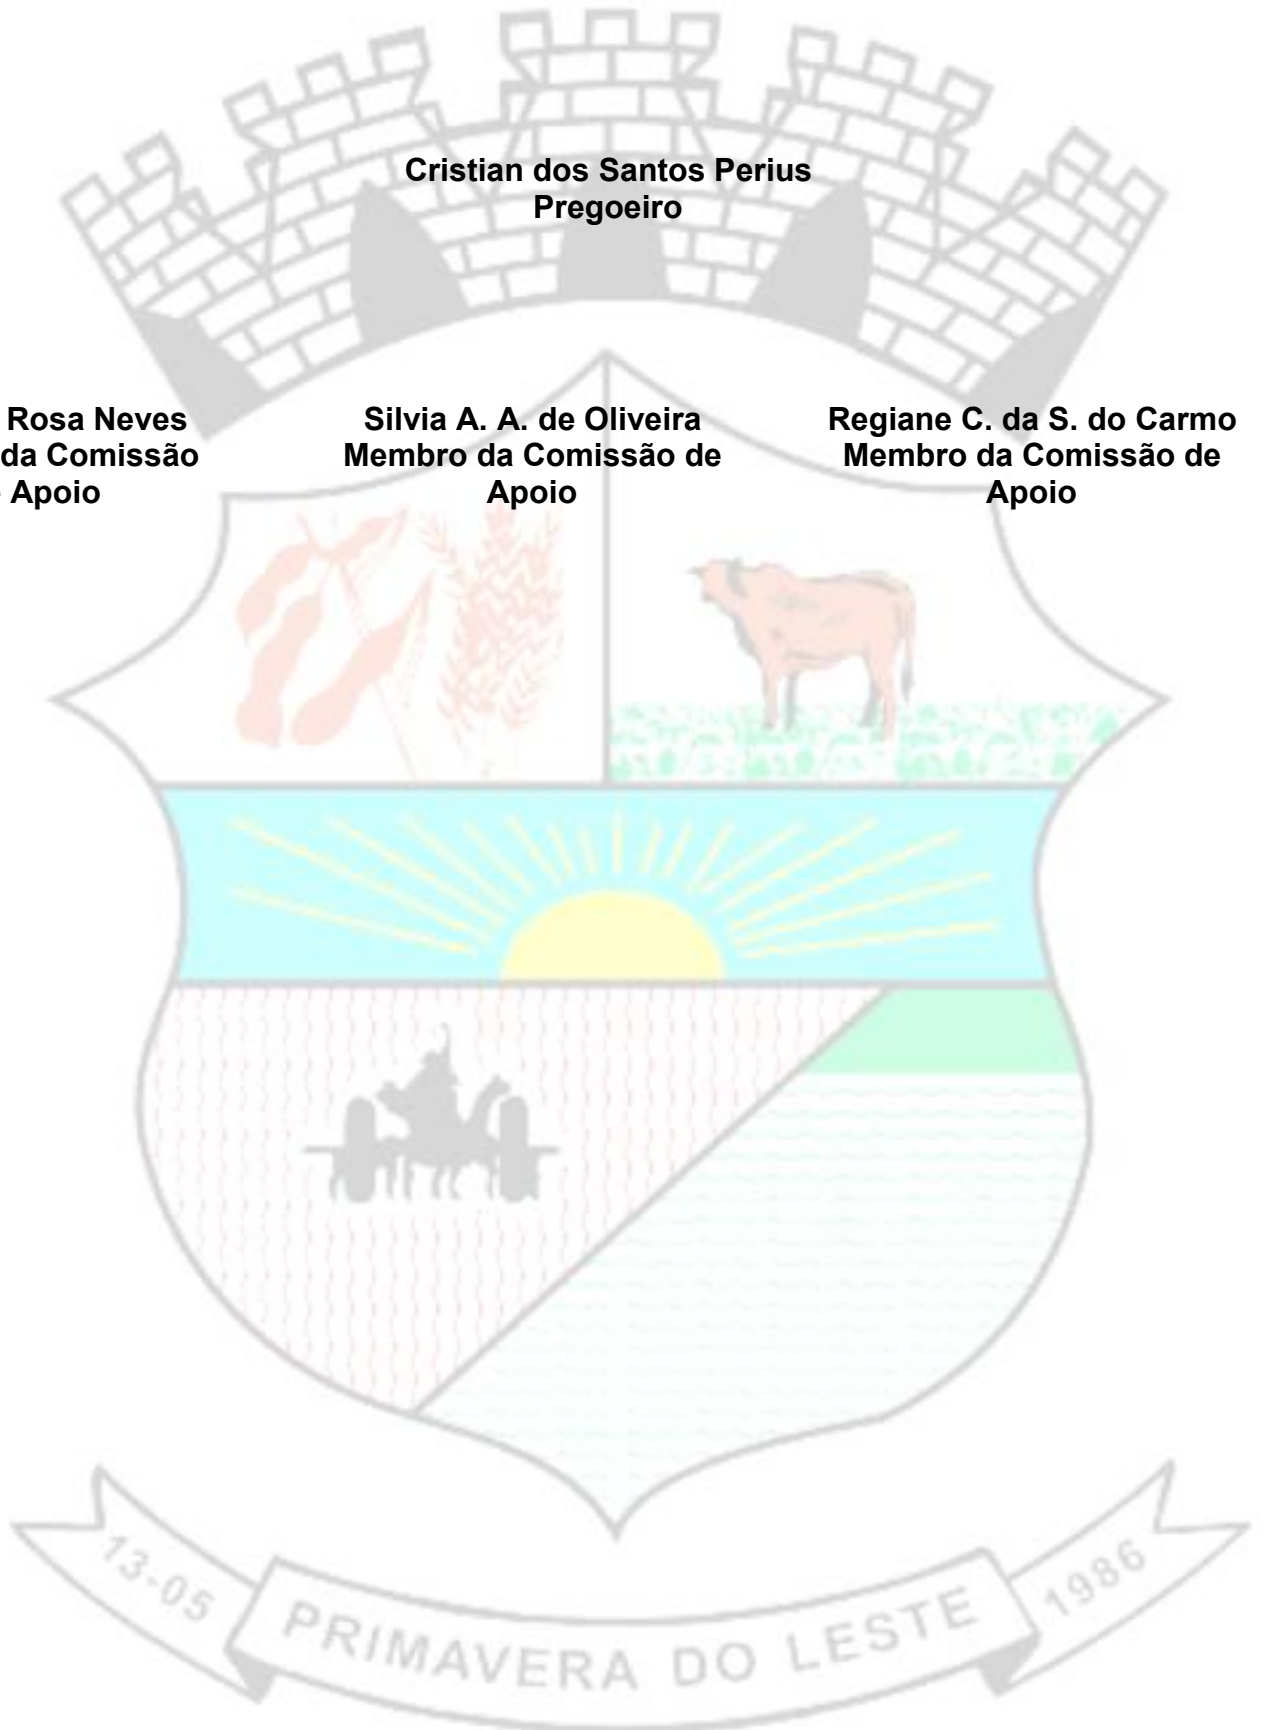 Cristian dos Santos Perius
Pregoeiro
Rosa Neves
da Comissão
Apoio
Silvia A. A. de Oliveira
Membro da Comissão de
Apoio
Regiane C. da S. do Carmo
Membro da Comissão de
Apoio
13-05
PRIMAVERA DO LESTE
1986